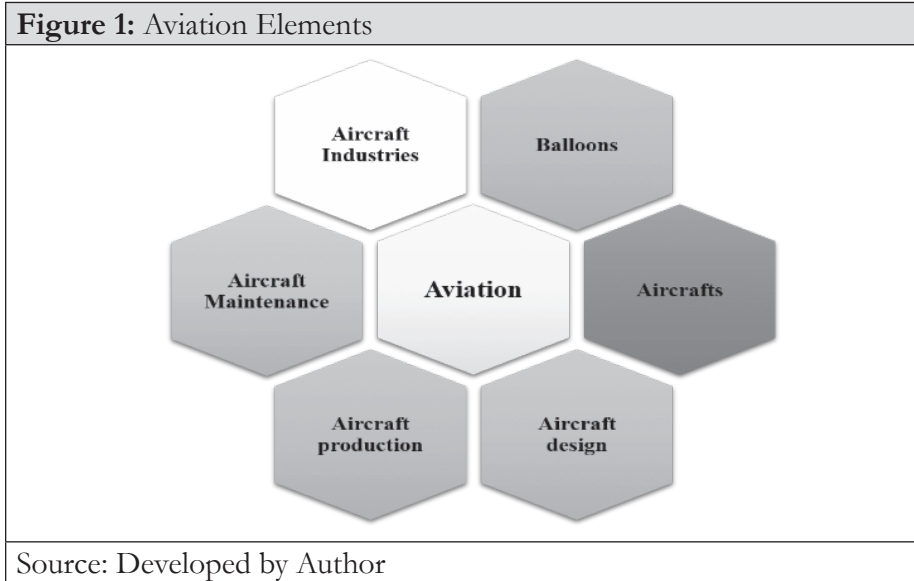 Figure 1: Aviation Elements
Aircraft
Industries
Balloons
Aircraft
Maintenance
Aviation
Aircrafts
Aircraft
production
Aircraft
design
Source: Developed by Author